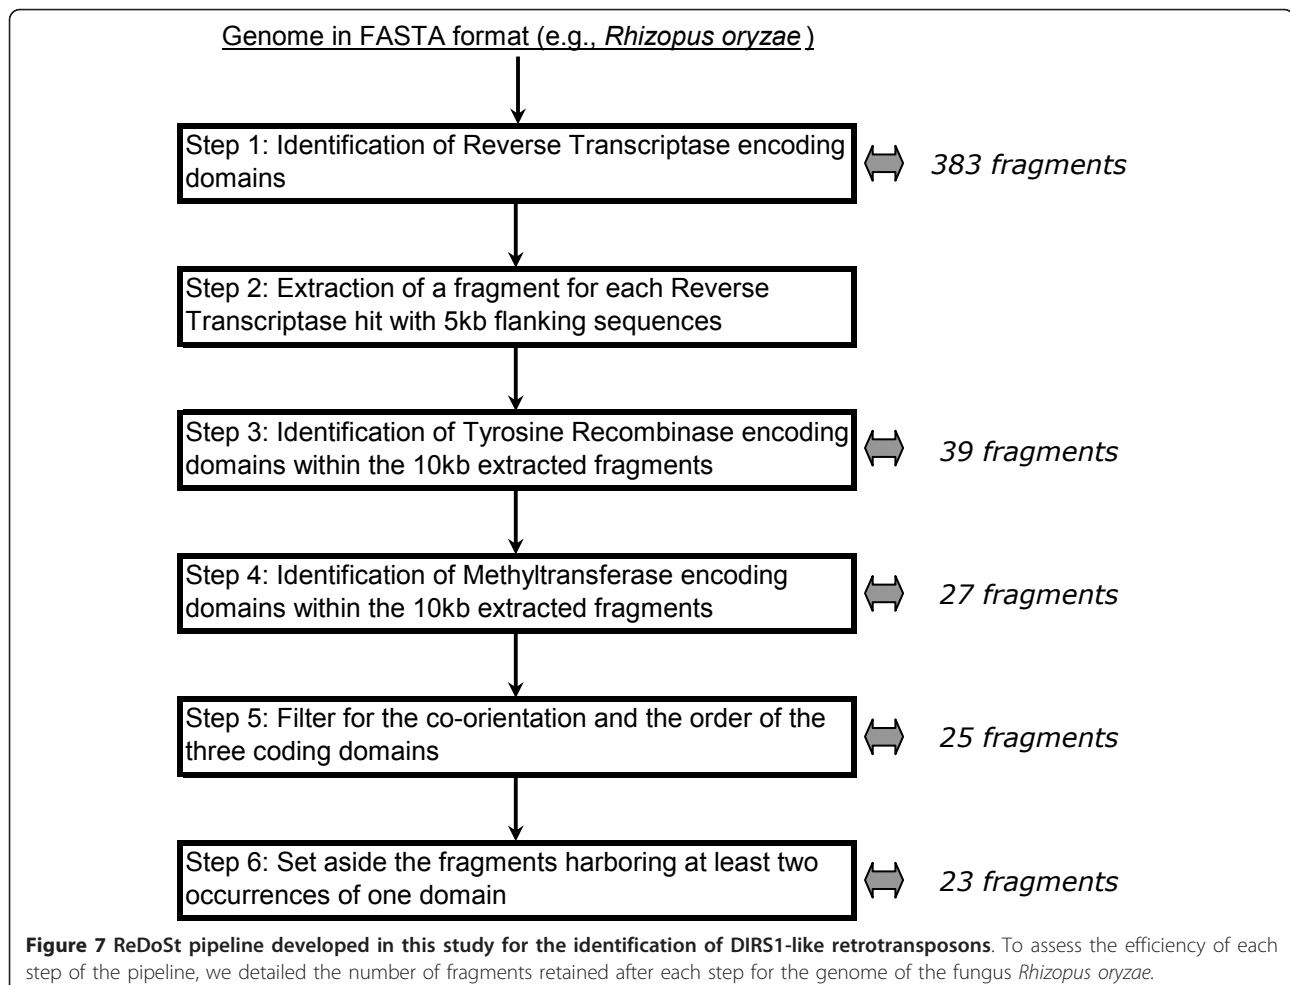 Genome in FASTA format (e.g., Rhizopus oryzae)
Step 1: Identification of Reverse Transcriptase encoding
domains
383 fragments
Step 2: Extraction of a fragment for each Reverse
Transcriptase hit with 5kb flanking sequences
Step 3: Identification of Tyrosine Recombinase encoding
domains within the 10kb extracted fragments
39 fragments
Step 4: Identification of Methyltransferase encoding
domains within the 10kb extracted fragments
27 fragments
Step 5: Filter for the co-orientation and the order of the
three coding domains
25 fragments
Step 6: Set aside the fragments harboring at least two
occurrences of one domain
23 fragments
Figure 7 ReDoSt pipeline developed in this study for the identification of DIRS1-like retrotransposons. To assess the efficiency of each
step of the pipeline, we detailed the number of fragments retained after each step for the genome of the fungus Rhizopus oryzae.